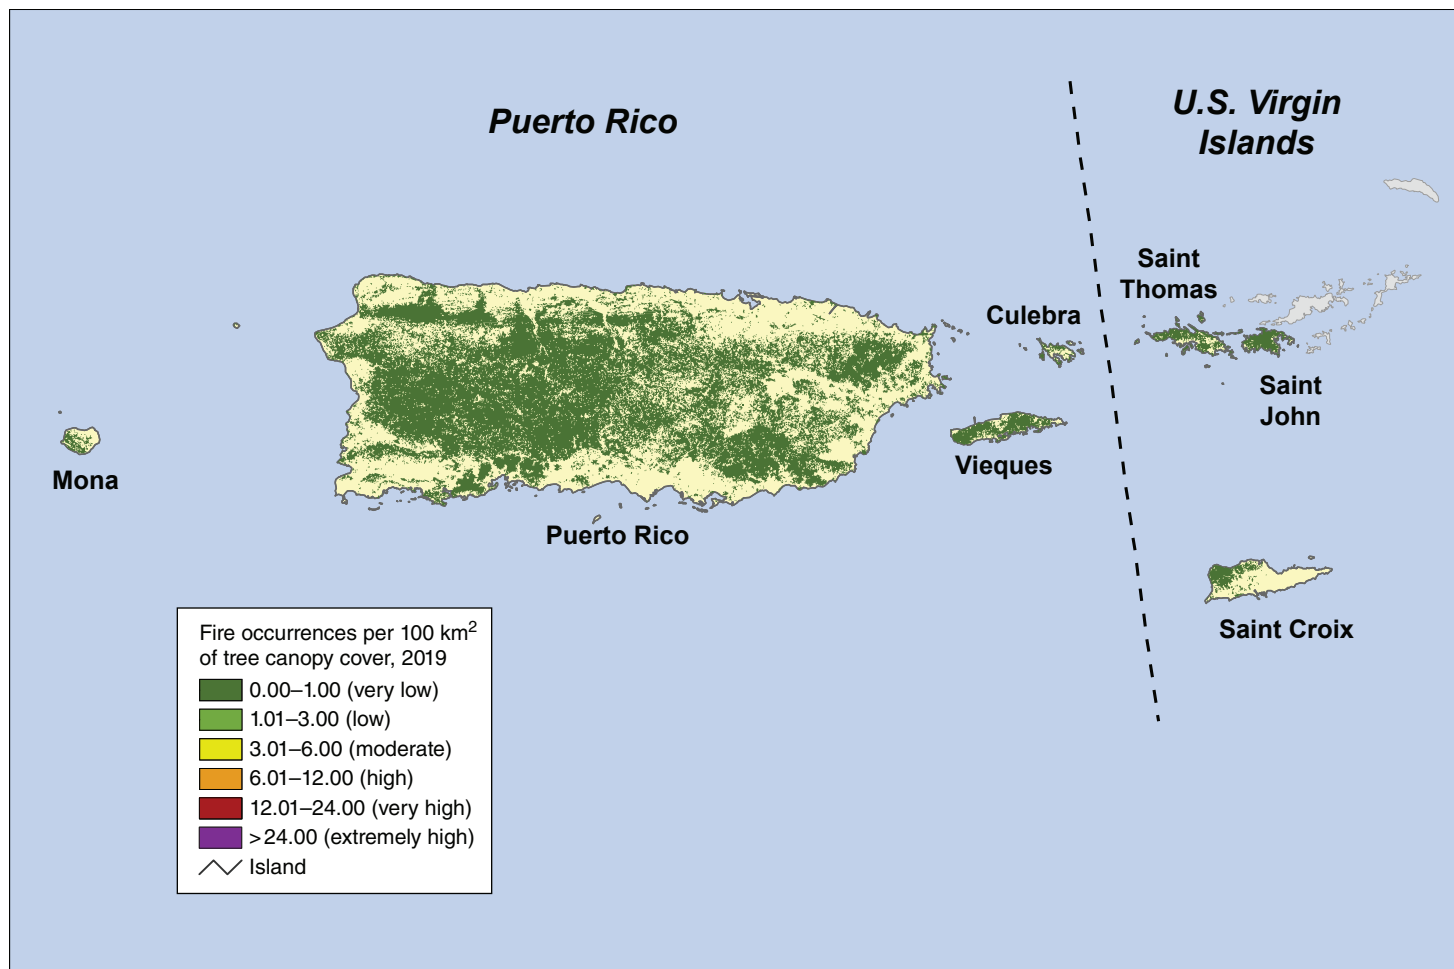 Puerto Rico
U.S. Virgin
Islands
Saint
Thomas
Culebra
Saint
John
Vieques
Mona
Puerto Rico
Saint Croix
Fire occurrences per 100 km²
of tree canopy cover, 2019
0.00–1.00 (very low)
1.01–3.00 (low)
3.01–6.00 (moderate)
6.01–12.00 (high)
12.01–24.00 (very high)
>24.00 (extremely high)
Island